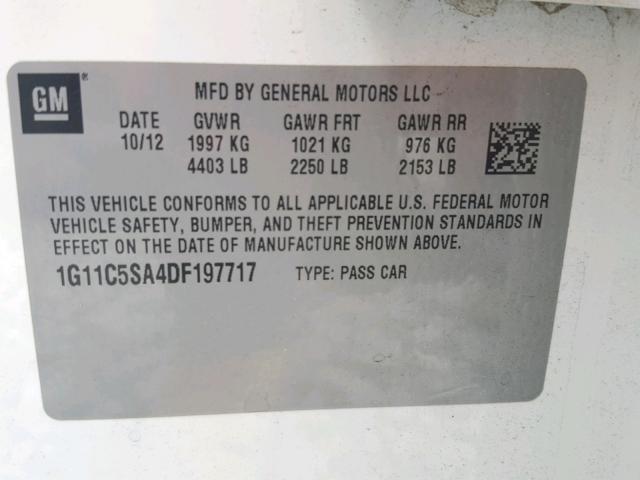 GM®
MFD BY GENERAL MOTORS LLC
DATE GVWR GAWR FRT GAWR RR
10/12 1997 KG 1021 KG 976 KG
4403 LB 2250 LB 2153 LB
THIS VEHICLE CONFORMS TO ALL APPLICABLE U.S. FEDERAL MOTOR
VEHICLE SAFETY, BUMPER, AND THEFT PREVENTION STANDARDS IN
EFFECT ON THE DATE OF MANUFACTURE SHOWN ABOVE.
1G11C5SA4DF197717 TYPE: PASS CAR